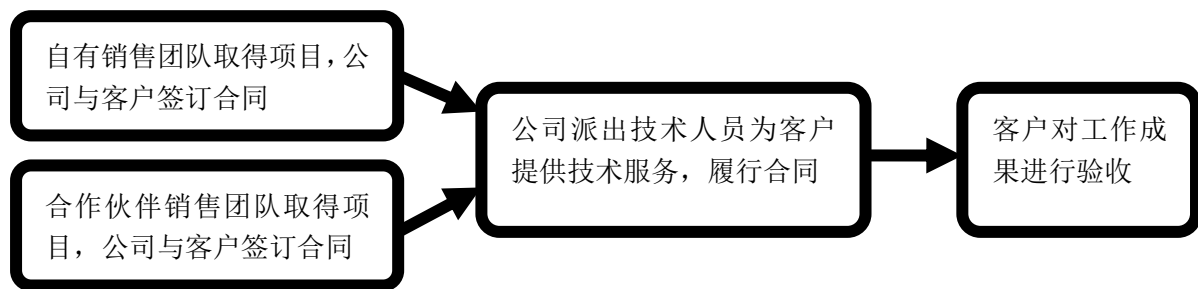 自有销售团队取得项目，公
司与客户签订合同
合作伙伴销售团队取得项
目，公司与客户签订合同
公司派出技术人员为客户
提供技术服务，履行合同
客户对工作成
果进行验收